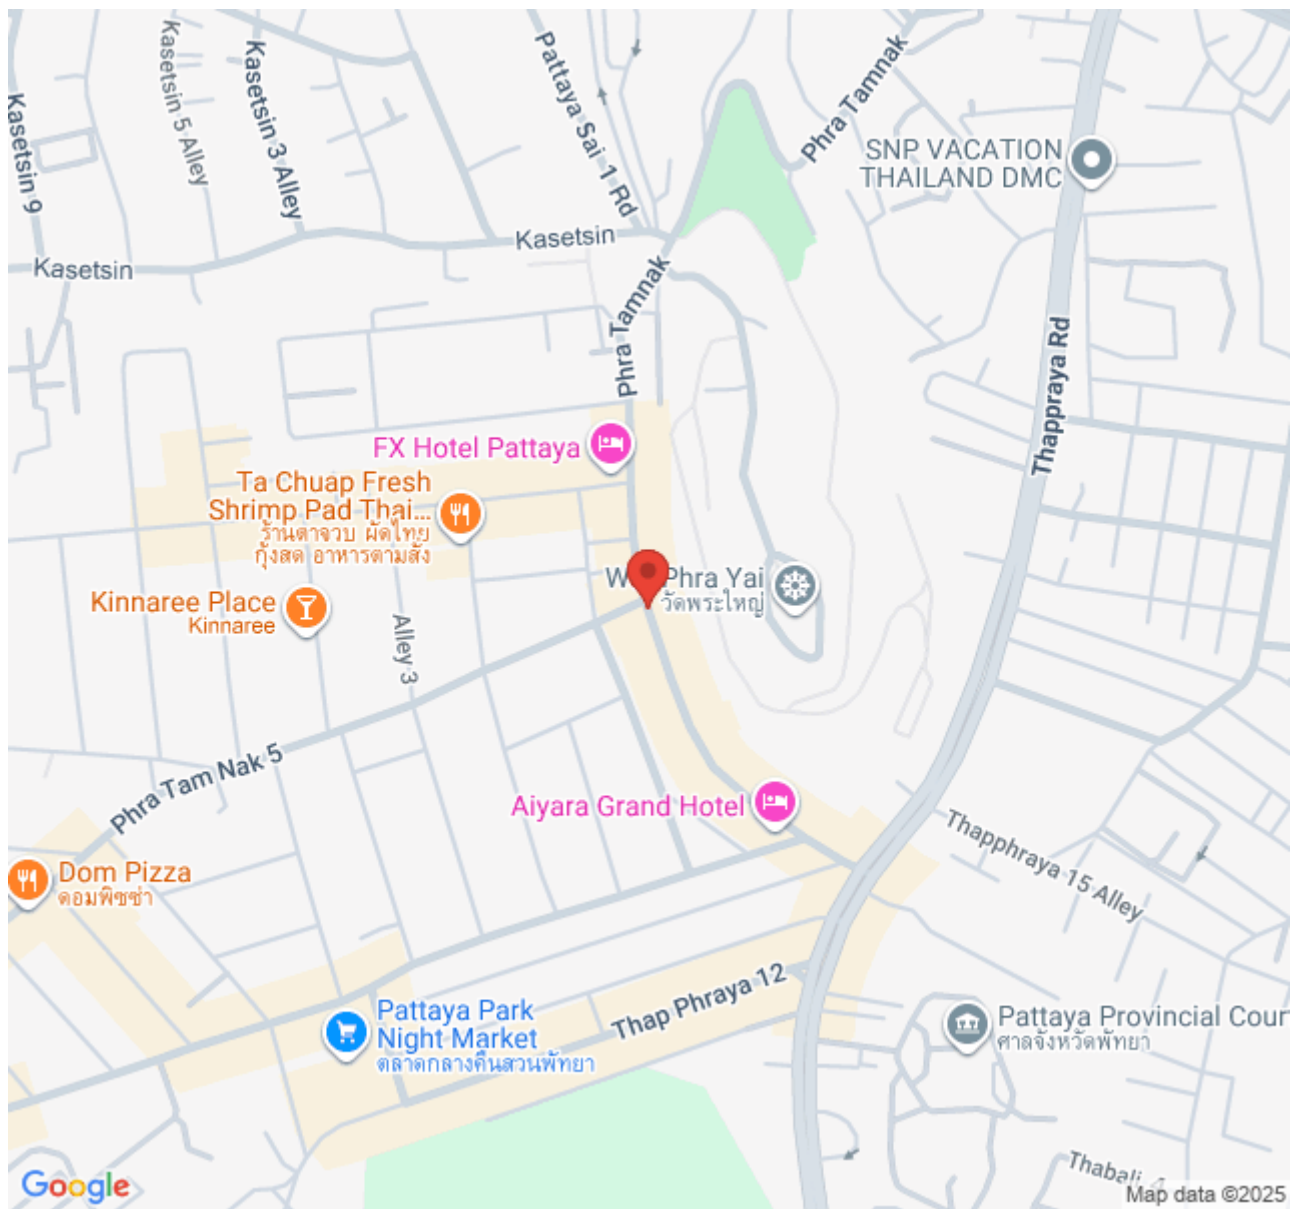 Kasetsin 9
Kasetsin 5 Alley
Kasetsin 3 Alley
Pattaya Sai 1 Rd
Phra Tamnak
SNP VACATION
THAILAND DMC
Kasetsin
Kasetsin
Phra Tamnak
Thappraya Rd
FX Hotel Pattaya
Ta Chuap Fresh
Shrimp Pad Thai...
ร้านตาจวบ ผัดไทย
กุ้งสด อาหารตามสั่ง
Phra Yai
วัดพระใหญ่
Kinnaree Place
Kinnaree
Alley 3
Phra Tam Nak 5
Aiyara Grand Hotel
Thapphraya 15 Alley
Dom Pizza
ดอมพิซซ่า
Thap Phraya 12
Pattaya Park
Night Market
ตลาดกลางคืนสวนพัทยา
Pattaya Provincial Cour
ศาลจังหวัดพัทยา
Thabali 4
Google
Map data ©2025